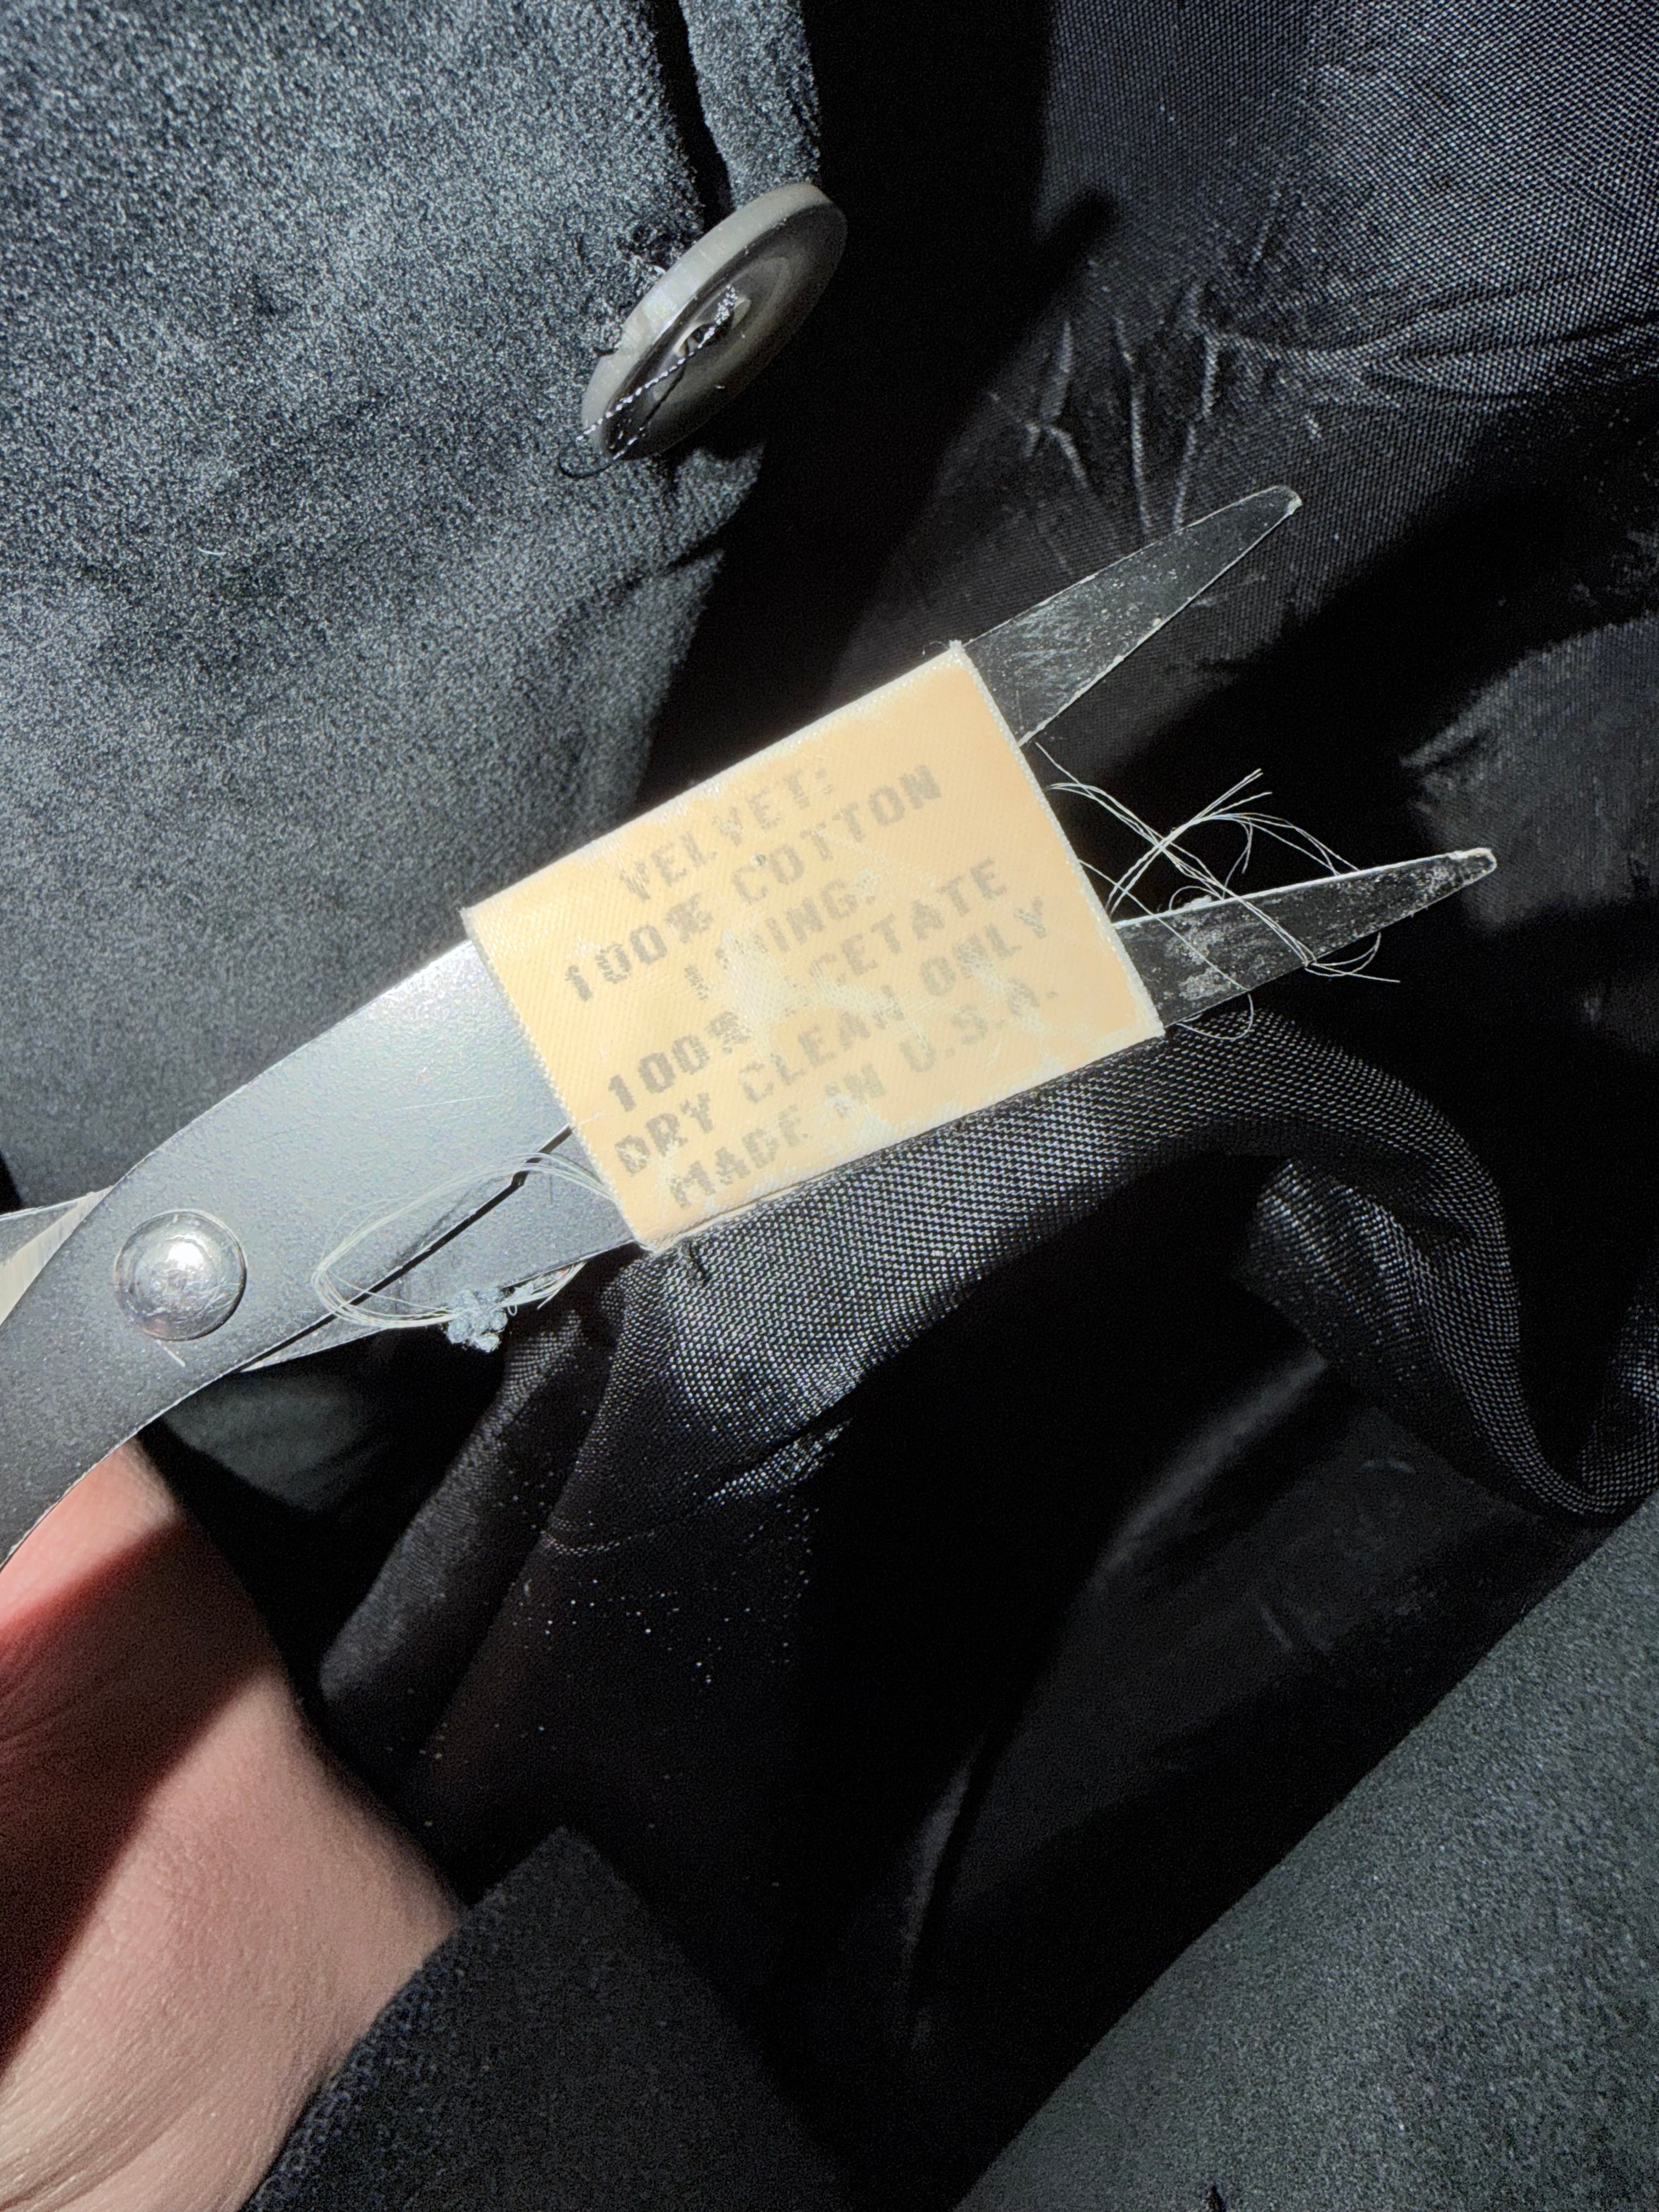 VELVET:
100% COTTON
LINING:
100% ACETATE
DRY CLEAN ONLY
MADE IN U.S.A.